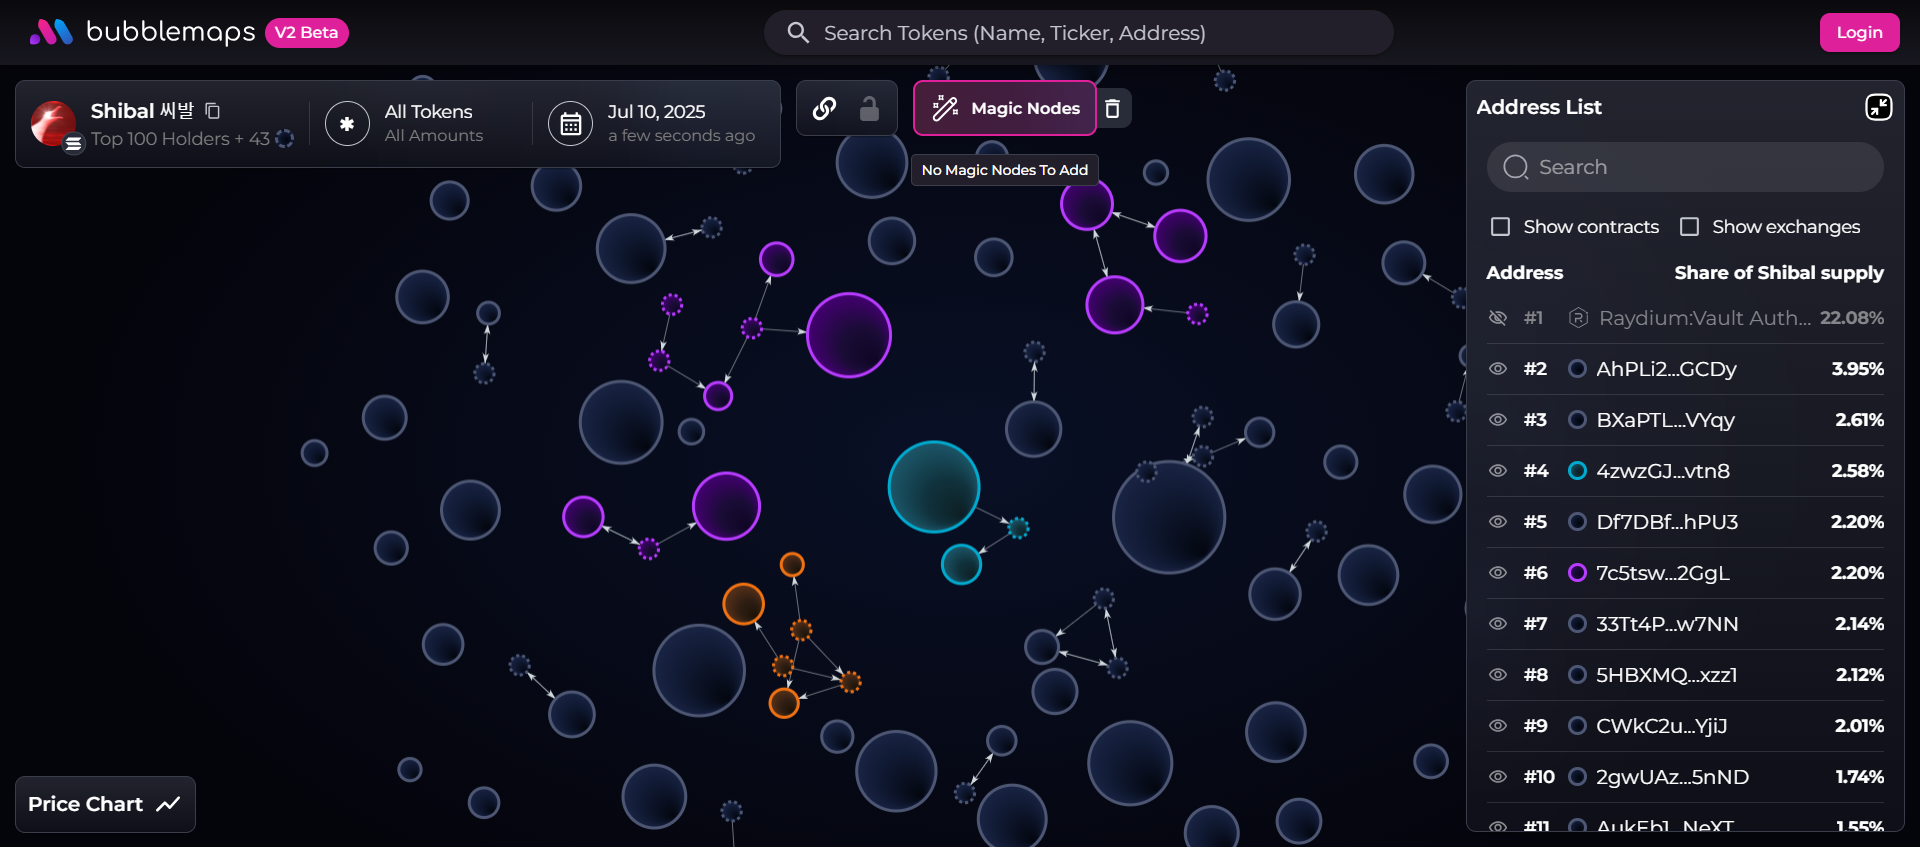 bubblemaps V2 Beta
Search Tokens (Name, Ticker, Address)
Login
Shibal 씨발
Top 100 Holders + 43
All Tokens
All Amounts
Jul 10, 2025
a few seconds ago
Magic Nodes
No Magic Nodes To Add
Address List
Search
Show contracts Show exchanges
Address Share of Shibal supply
#1 Raydium:Vault Auth... 22.08%
#2 AhPLi2...GCDy 3.95%
#3 BXaPTL...VYqy 2.61%
#4 4zwzGJ...vtn8 2.58%
#5 Df7DBf...hPU3 2.20%
#6 7c5tsw...2GgL 2.20%
#7 33Tt4P...w7NN 2.14%
#8 5HBXMQ...xzz1 2.12%
#9 CWkC2u...YjiJ 2.01%
#10 2gwUAz...5nND 1.74%
#11 AukEb1...NeXT 1.55%
Price Chart